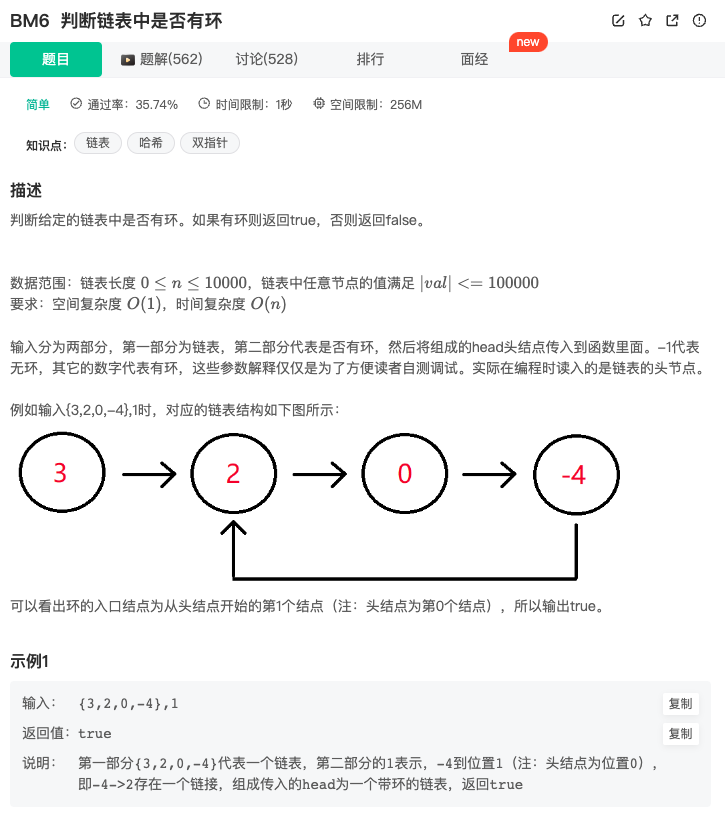 BM6 判断链表中是否有环
题目 题解(562) 讨论(528) 排行 面经 new
简单 通过率：35.74% 时间限制：1秒 空间限制：256M
知识点： 链表 哈希 双指针
描述
判断给定的链表中是否有环。如果有环则返回true，否则返回false。
数据范围：链表长度 0 ≤ n ≤ 10000，链表中任意节点的值满足 |val| <= 100000
要求：空间复杂度 O(1)，时间复杂度 O(n)
输入分为两部分，第一部分为链表，第二部分代表是否有环，然后将组成的head头结点传入到函数里面。-1代表
无环，其它的数字代表有环，这些参数解释仅仅是为了方便读者自测调试。实际在编程时读入的是链表的头节点。
例如输入{3,2,0,-4},1时，对应的链表结构如下图所示：
3 2 0 -4
可以看出环的入口结点为从头结点开始的第1个结点（注：头结点为第0个结点），所以输出true。
示例1
输入： {3,2,0,-4},1 复制
返回值：true 复制
说明： 第一部分{3,2,0,-4}代表一个链表，第二部分的1表示，-4到位置1（注：头结点为位置0），
即-4->2存在一个链接，组成传入的head为一个带环的链表，返回true